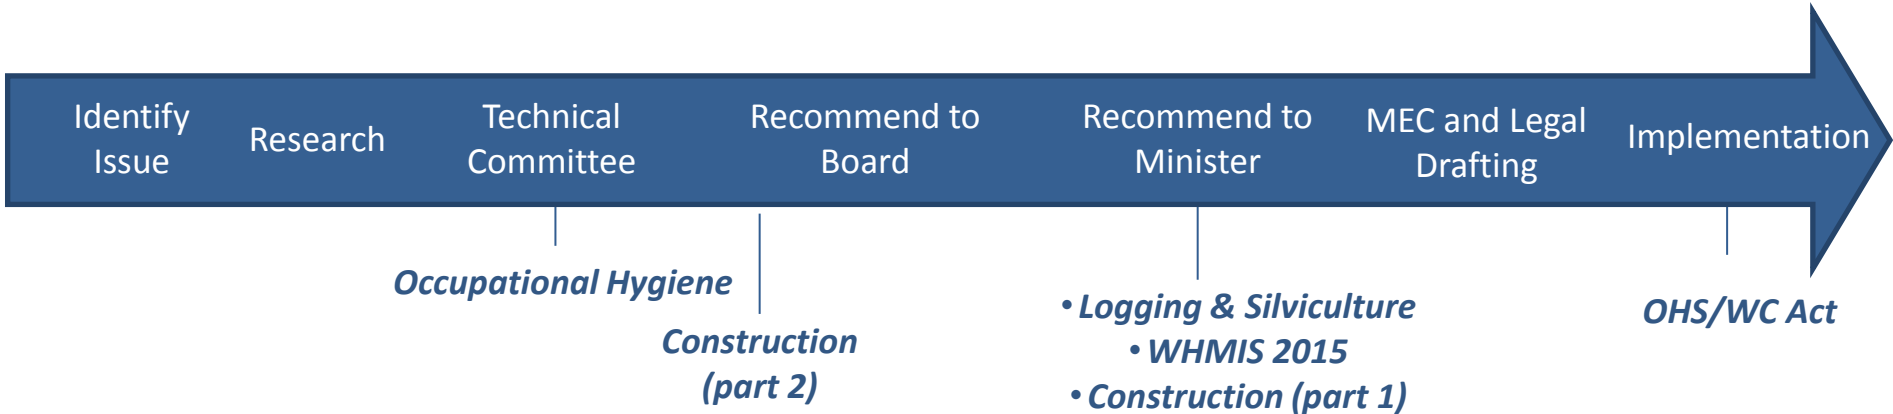 Identify
Issue
Research
Technical
Committee
Recommend to
Board
Recommend to
Minister
MEC and Legal
Drafting
Implementation
Occupational Hygiene
Construction
(part 2)
• Logging & Silviculture
• WHMIS 2015
• Construction (part 1)
OHS/WC Act